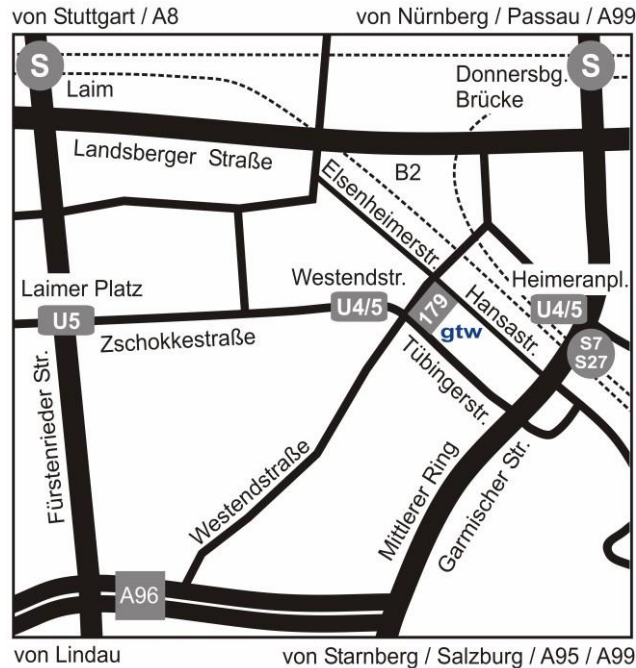 von Stuttgart / A8
von Nürnberg / Passau / A99
S
S
Laim
Donnersbg.
Brücke
Landsberger Straße
B2
Elsenheimerstr.
Laimer Platz
Westendstr.
Heimeranpl.
U5
U4/5
179
Hansastr.
U4/5
Zschokkestraße
gtw
S7
S27
Tübingerstr.
Fürstenrieder Str.
Westendstraße
Mittlerer Ring
Garmischer Str.
A96
von Lindau
von Starnberg / Salzburg / A95 / A99